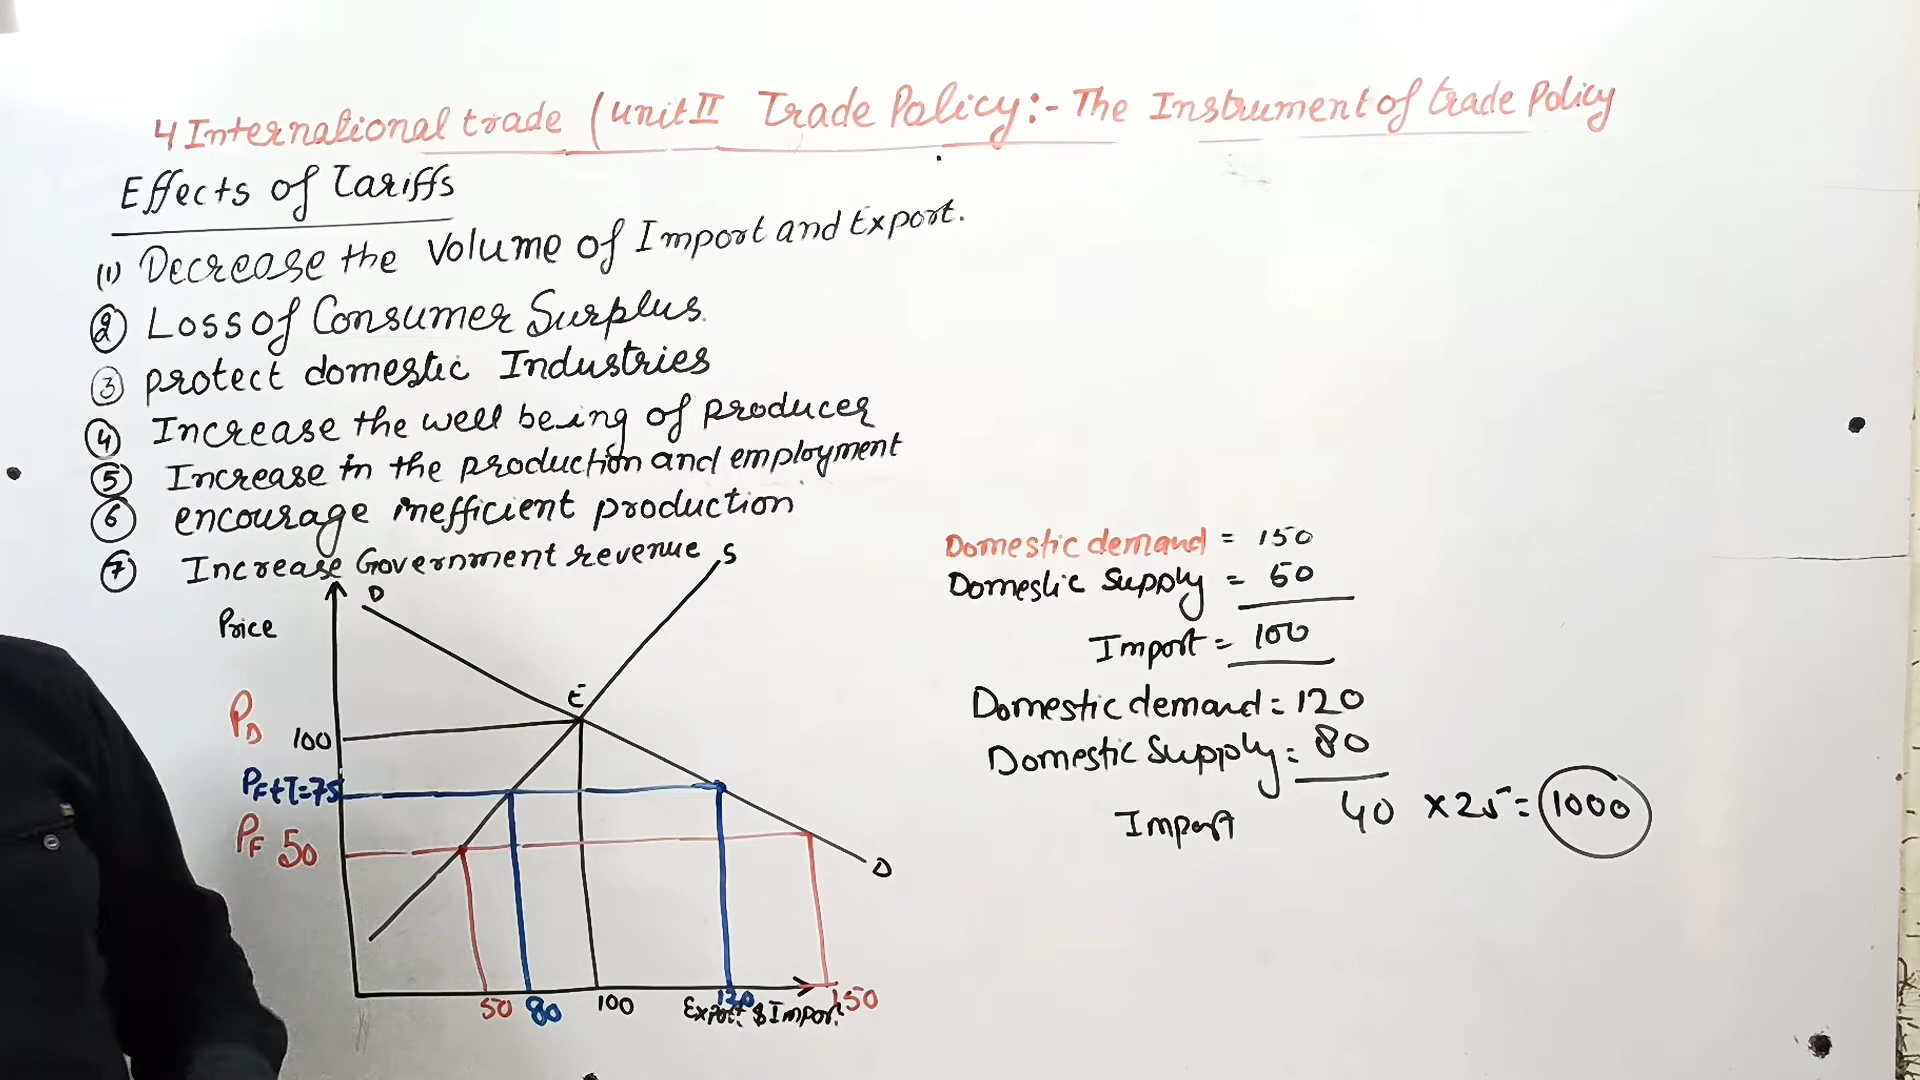 4 International trade (unit II Trade Policy:- The Instrument of trade Policy
Effects of Tariffs
(1) Decrease the Volume of Import and Export.
(2) Loss of Consumer Surplus.
(3) protect domestic Industries
(4) Increase the well being of producer
(5) Increase in the production and employment
(6) encourage inefficient production
(7) Increase Government revenue
S
D
Price
E
PD
100
PF+T=75
PF 50
D
50
80
100
120
150
Export & Import
Domestic demand = 150
Domestic Supply = 50
Import = 100
Domestic demand = 120
Domestic Supply = 80
Import 40 ×25 = 1000